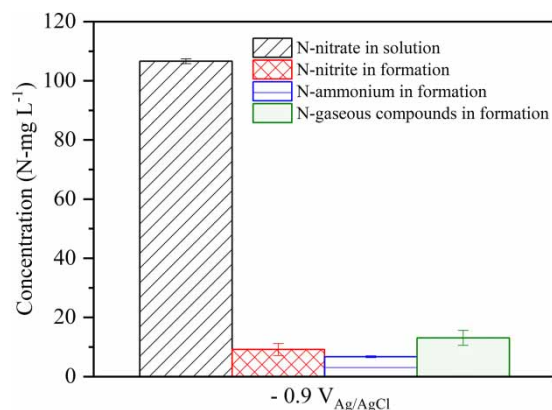 120
100
80
60
40
20
0
Concentration (N-mg L⁻¹)
N-nitrate in solution
N-nitrite in formation
N-ammonium in formation
N-gaseous compounds in formation
- 0.9 V Ag/AgCl